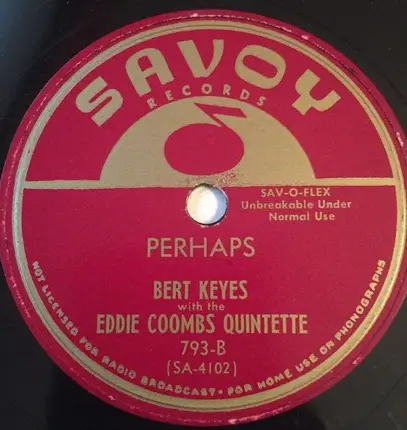 SAVOY
RECORDS
SAV-O-FLEX
Unbreakable Under
Normal Use
PERHAPS
BERT KEYES
with the
EDDIE COOMBS QUINTETTE
793-B
(SA-4102)
NOT LICENSED FOR RADIO BROADCAST • FOR HOME USE ON PHONOGRAPHS